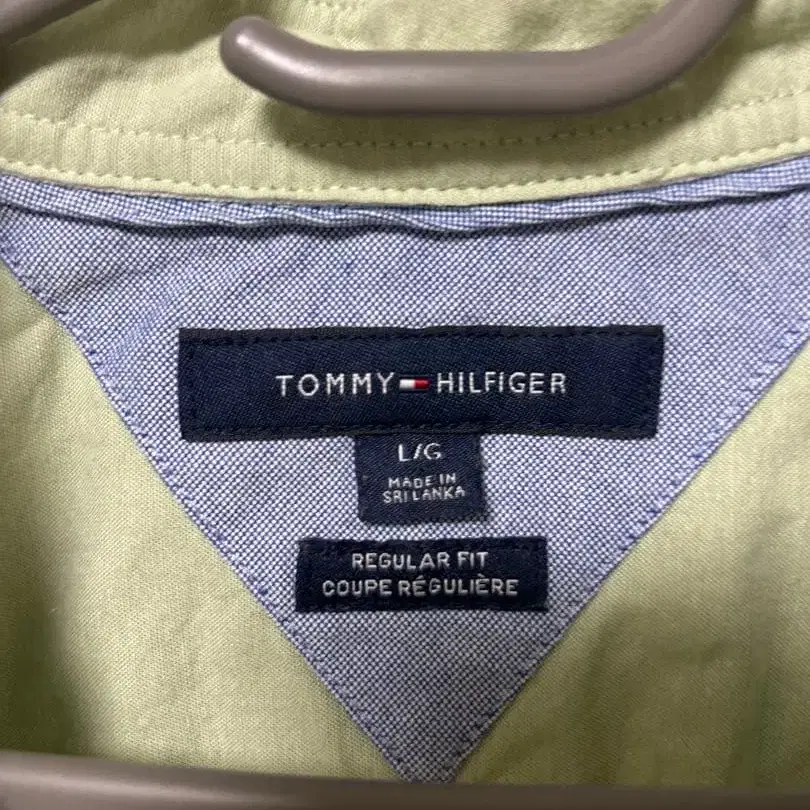 TOMMY HILFIGER
L/G
MADE IN
SRI LANKA
REGULAR FIT
COUPE RÉGULIÈRE